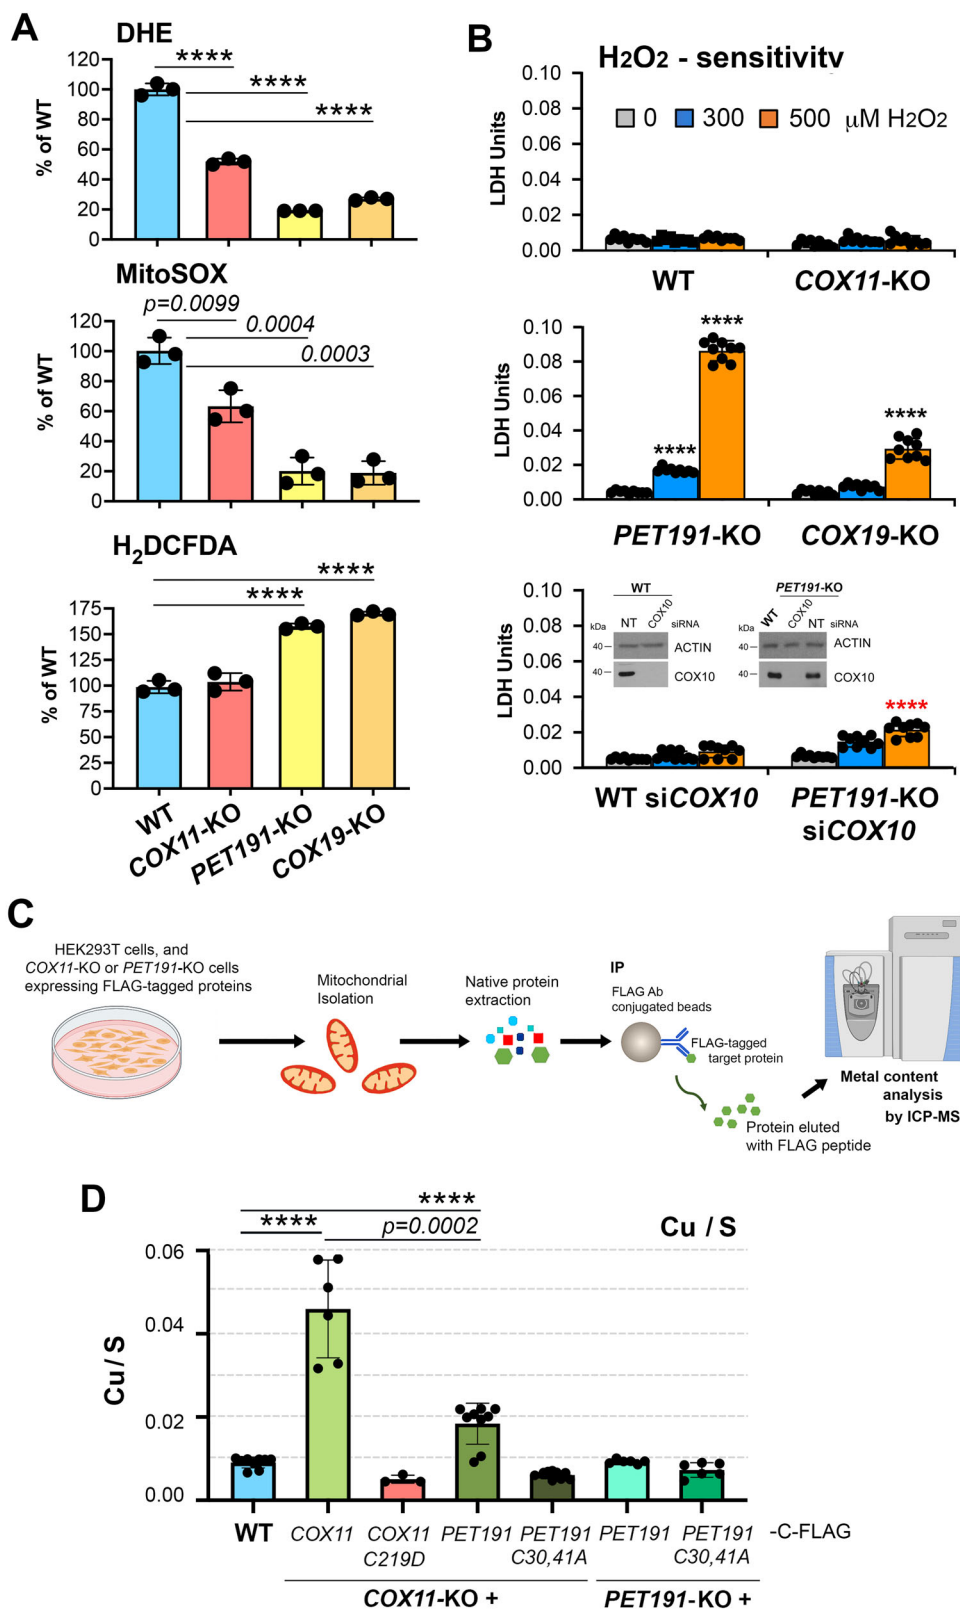 A
DHE
****
****
****
120
100
80
60
40
20
0
% of WT
MitoSOX
p=0.0099
0.0004
0.0003
120
100
80
60
40
20
0
% of WT
H2DCFDA
****
****
175
150
125
100
75
50
25
0
% of WT
WT
COX11-KO
PET191-KO
COX19-KO
B
H2O2 - sensitivity
0 300 500 μM H2O2
0.10
0.08
0.06
0.04
0.02
0.00
LDH Units
WT
COX11-KO
0.10
0.08
0.06
0.04
0.02
0.00
LDH Units
****
****
****
PET191-KO
COX19-KO
0.10
0.08
0.06
0.04
0.02
0.00
LDH Units
WT
kDa NT COX10 siRNA
40 ACTIN
40 COX10
PET191-KO
kDa WT COX10 NT siRNA
40 ACTIN
40 COX10
****
WT siCOX10
PET191-KO
siCOX10
C
HEK293T cells, and
COX11-KO or PET191-KO cells
expressing FLAG-tagged proteins
Mitochondrial
Isolation
Native protein
extraction
IP
FLAG Ab
conjugated beads
FLAG-tagged
target protein
Protein eluted
with FLAG peptide
Metal content
analysis
by ICP-MS
D
Cu / S
****
****
p=0.0002
0.06
0.04
0.02
0.00
Cu / S
WT
COX11
COX11
C219D
PET191
PET191
C30,41A
PET191
PET191
C30,41A
-C-FLAG
COX11-KO +
PET191-KO +